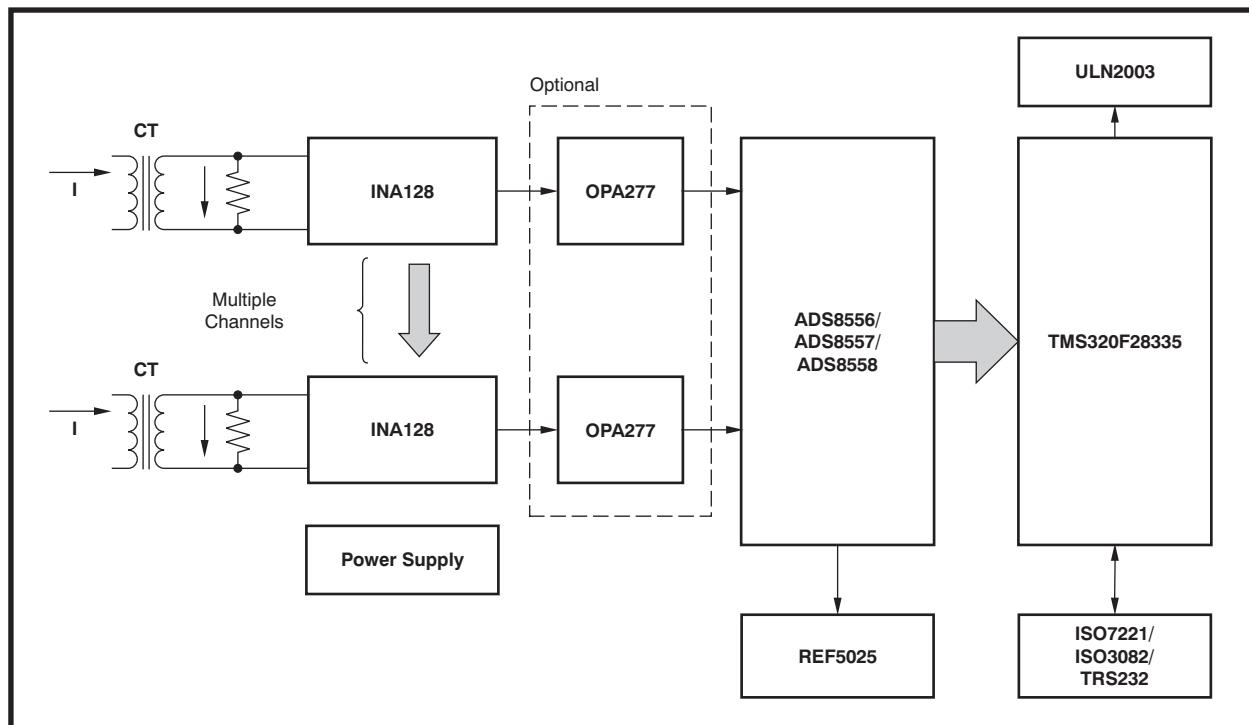 ULN2003
Optional
CT
I
INA128
OPA277
Multiple
Channels
ADS8556/
ADS8557/
ADS8558
TMS320F28335
CT
I
INA128
OPA277
Power Supply
REF5025
ISO7221/
ISO3082/
TRS232